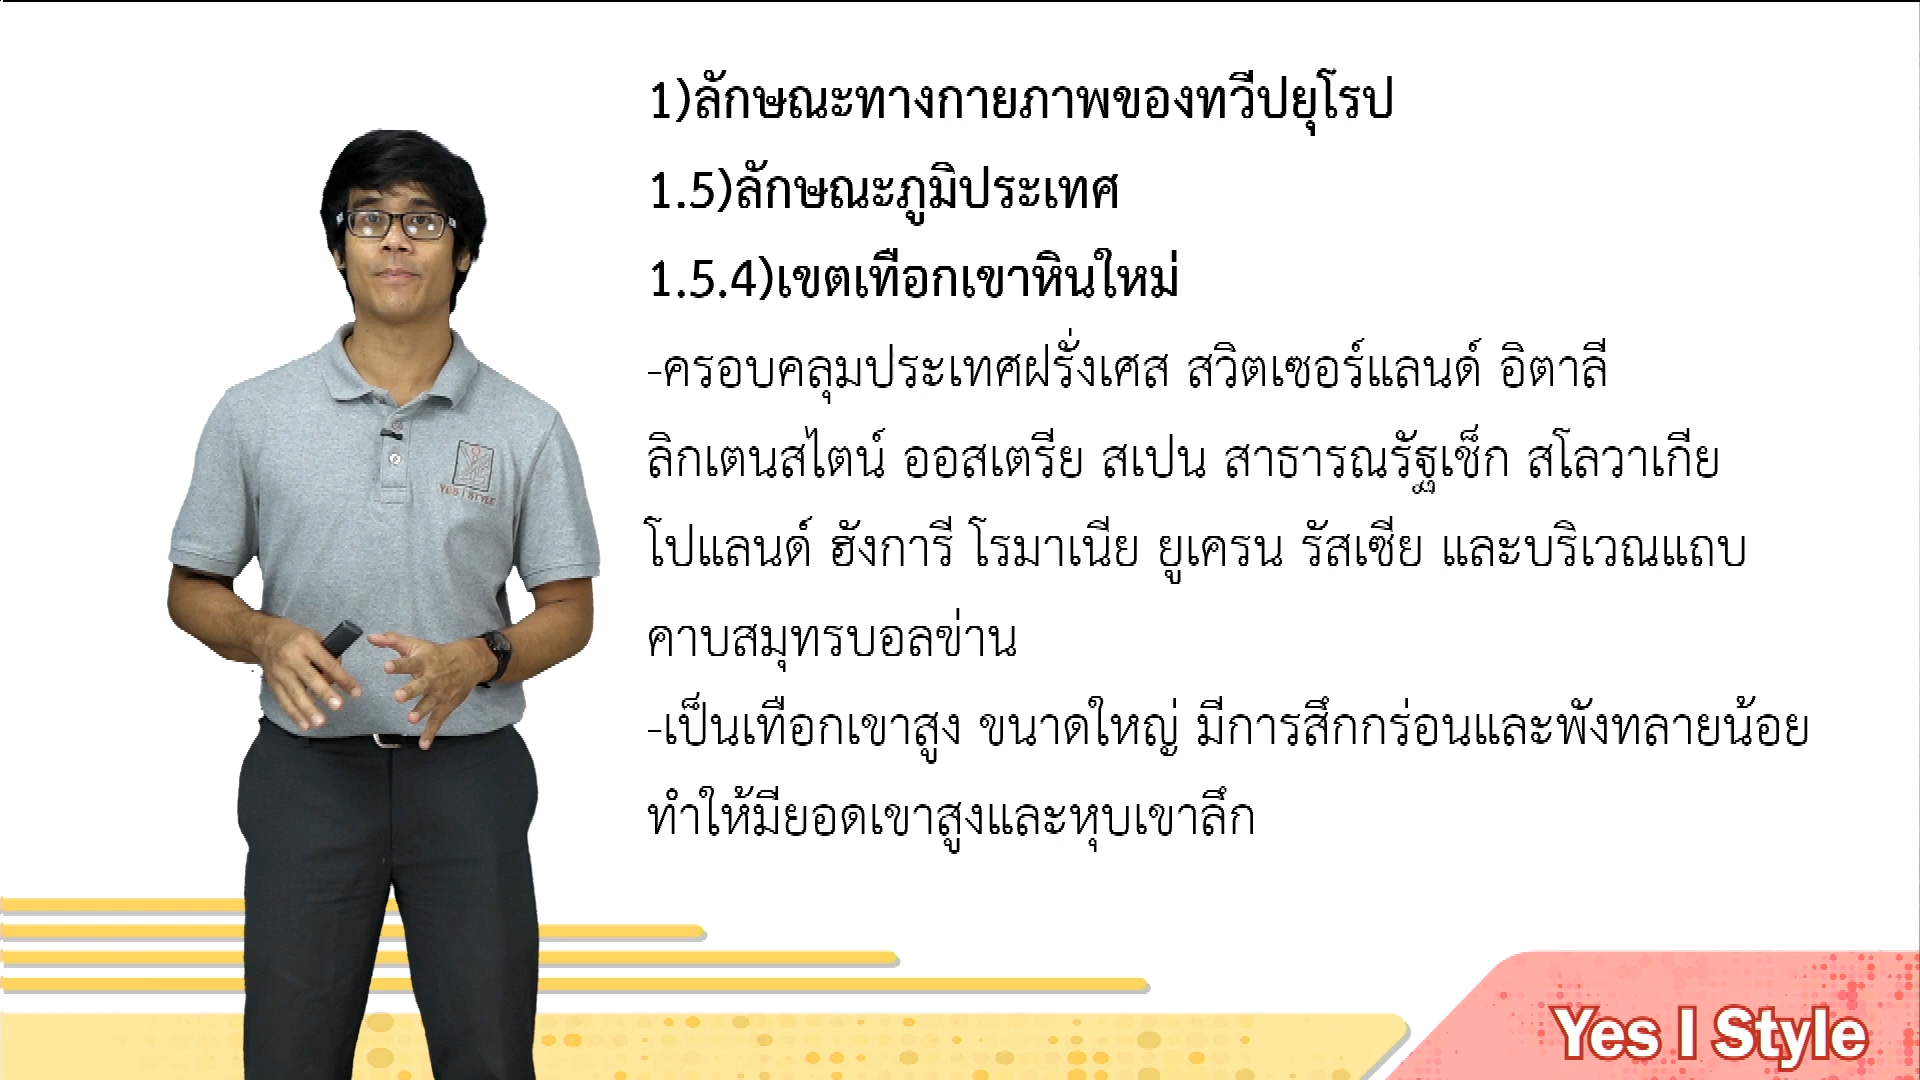 1)ลักษณะทางกายภาพของทวีปยุโรป
1.5)ลักษณะภูมิประเทศ
1.5.4)เขตเทือกเขาหินใหม่
-ครอบคลุมประเทศฝรั่งเศส สวิตเซอร์แลนด์ อิตาลี
ลิกเตนสไตน์ ออสเตรีย สเปน สาธารณรัฐเช็ก สโลวาเกีย
โปแลนด์ ฮังการี โรมาเนีย ยูเครน รัสเซีย และบริเวณแถบ
คาบสมุทรบอลข่าน
-เป็นเทือกเขาสูง ขนาดใหญ่ มีการสึกกร่อนและพังทลายน้อย
ทำให้มียอดเขาสูงและหุบเขาลึก
YES I STYLE
Yes I Style